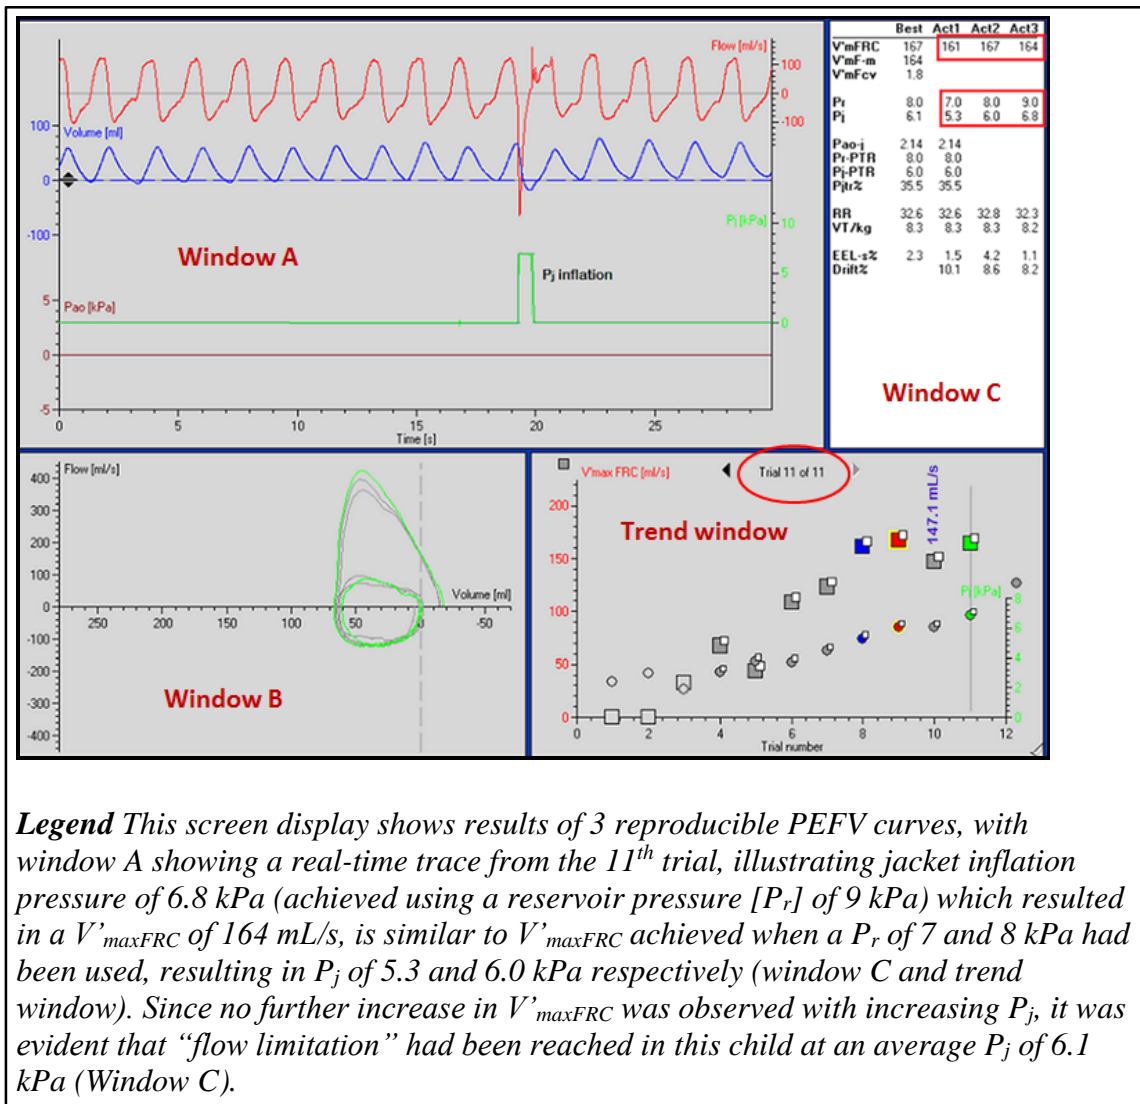 Flow [ml/s]
100
0
-100
100
Volume [ml]
0
-100
Window A
Pj [kPa]
10
5
0
Pj inflation
5
Pao [kPa]
0
-5
0 5 10 15 20 25
Time [s]
Best Act1 Act2 Act3
V'mFRC 167 161 167 164
V'mF-m 164
V'mFcv 1.8
Pr 8.0 7.0 8.0 9.0
Pj 6.1 5.3 6.0 6.8
Pao-j 2.14 2.14
Pr-PTR 8.0 8.0
Pj-PTR 6.0 6.0
Pjtr% 35.5 35.5
RR 32.6 32.6 32.8 32.3
VT/kg 8.3 8.3 8.3 8.2
EEL-s% 2.3 1.5 4.2 1.1
Drift% 10.1 8.6 8.2
Window C
400
Flow [ml/s]
300
200
100
Volume [ml]
0
250 200 150 100 50 0 -50
-100
-200
-300
-400
Window B
V'max FRC [ml/s]
Trial 11 of 11
147.1 mL/s
Trend window
200
150
100
50
0
Pj [kPa]
8
6
4
2
0
0 2 4 6 8 10 12
Trial number
Legend This screen display shows results of 3 reproducible PEFV curves, with
window A showing a real-time trace from the 11th trial, illustrating jacket inflation
pressure of 6.8 kPa (achieved using a reservoir pressure [Pr] of 9 kPa) which resulted
in a V’maxFRC of 164 mL/s, is similar to V’maxFRC achieved when a Pr of 7 and 8 kPa had
been used, resulting in Pj of 5.3 and 6.0 kPa respectively (window C and trend
window). Since no further increase in V’maxFRC was observed with increasing Pj, it was
evident that “flow limitation” had been reached in this child at an average Pj of 6.1
kPa (Window C).